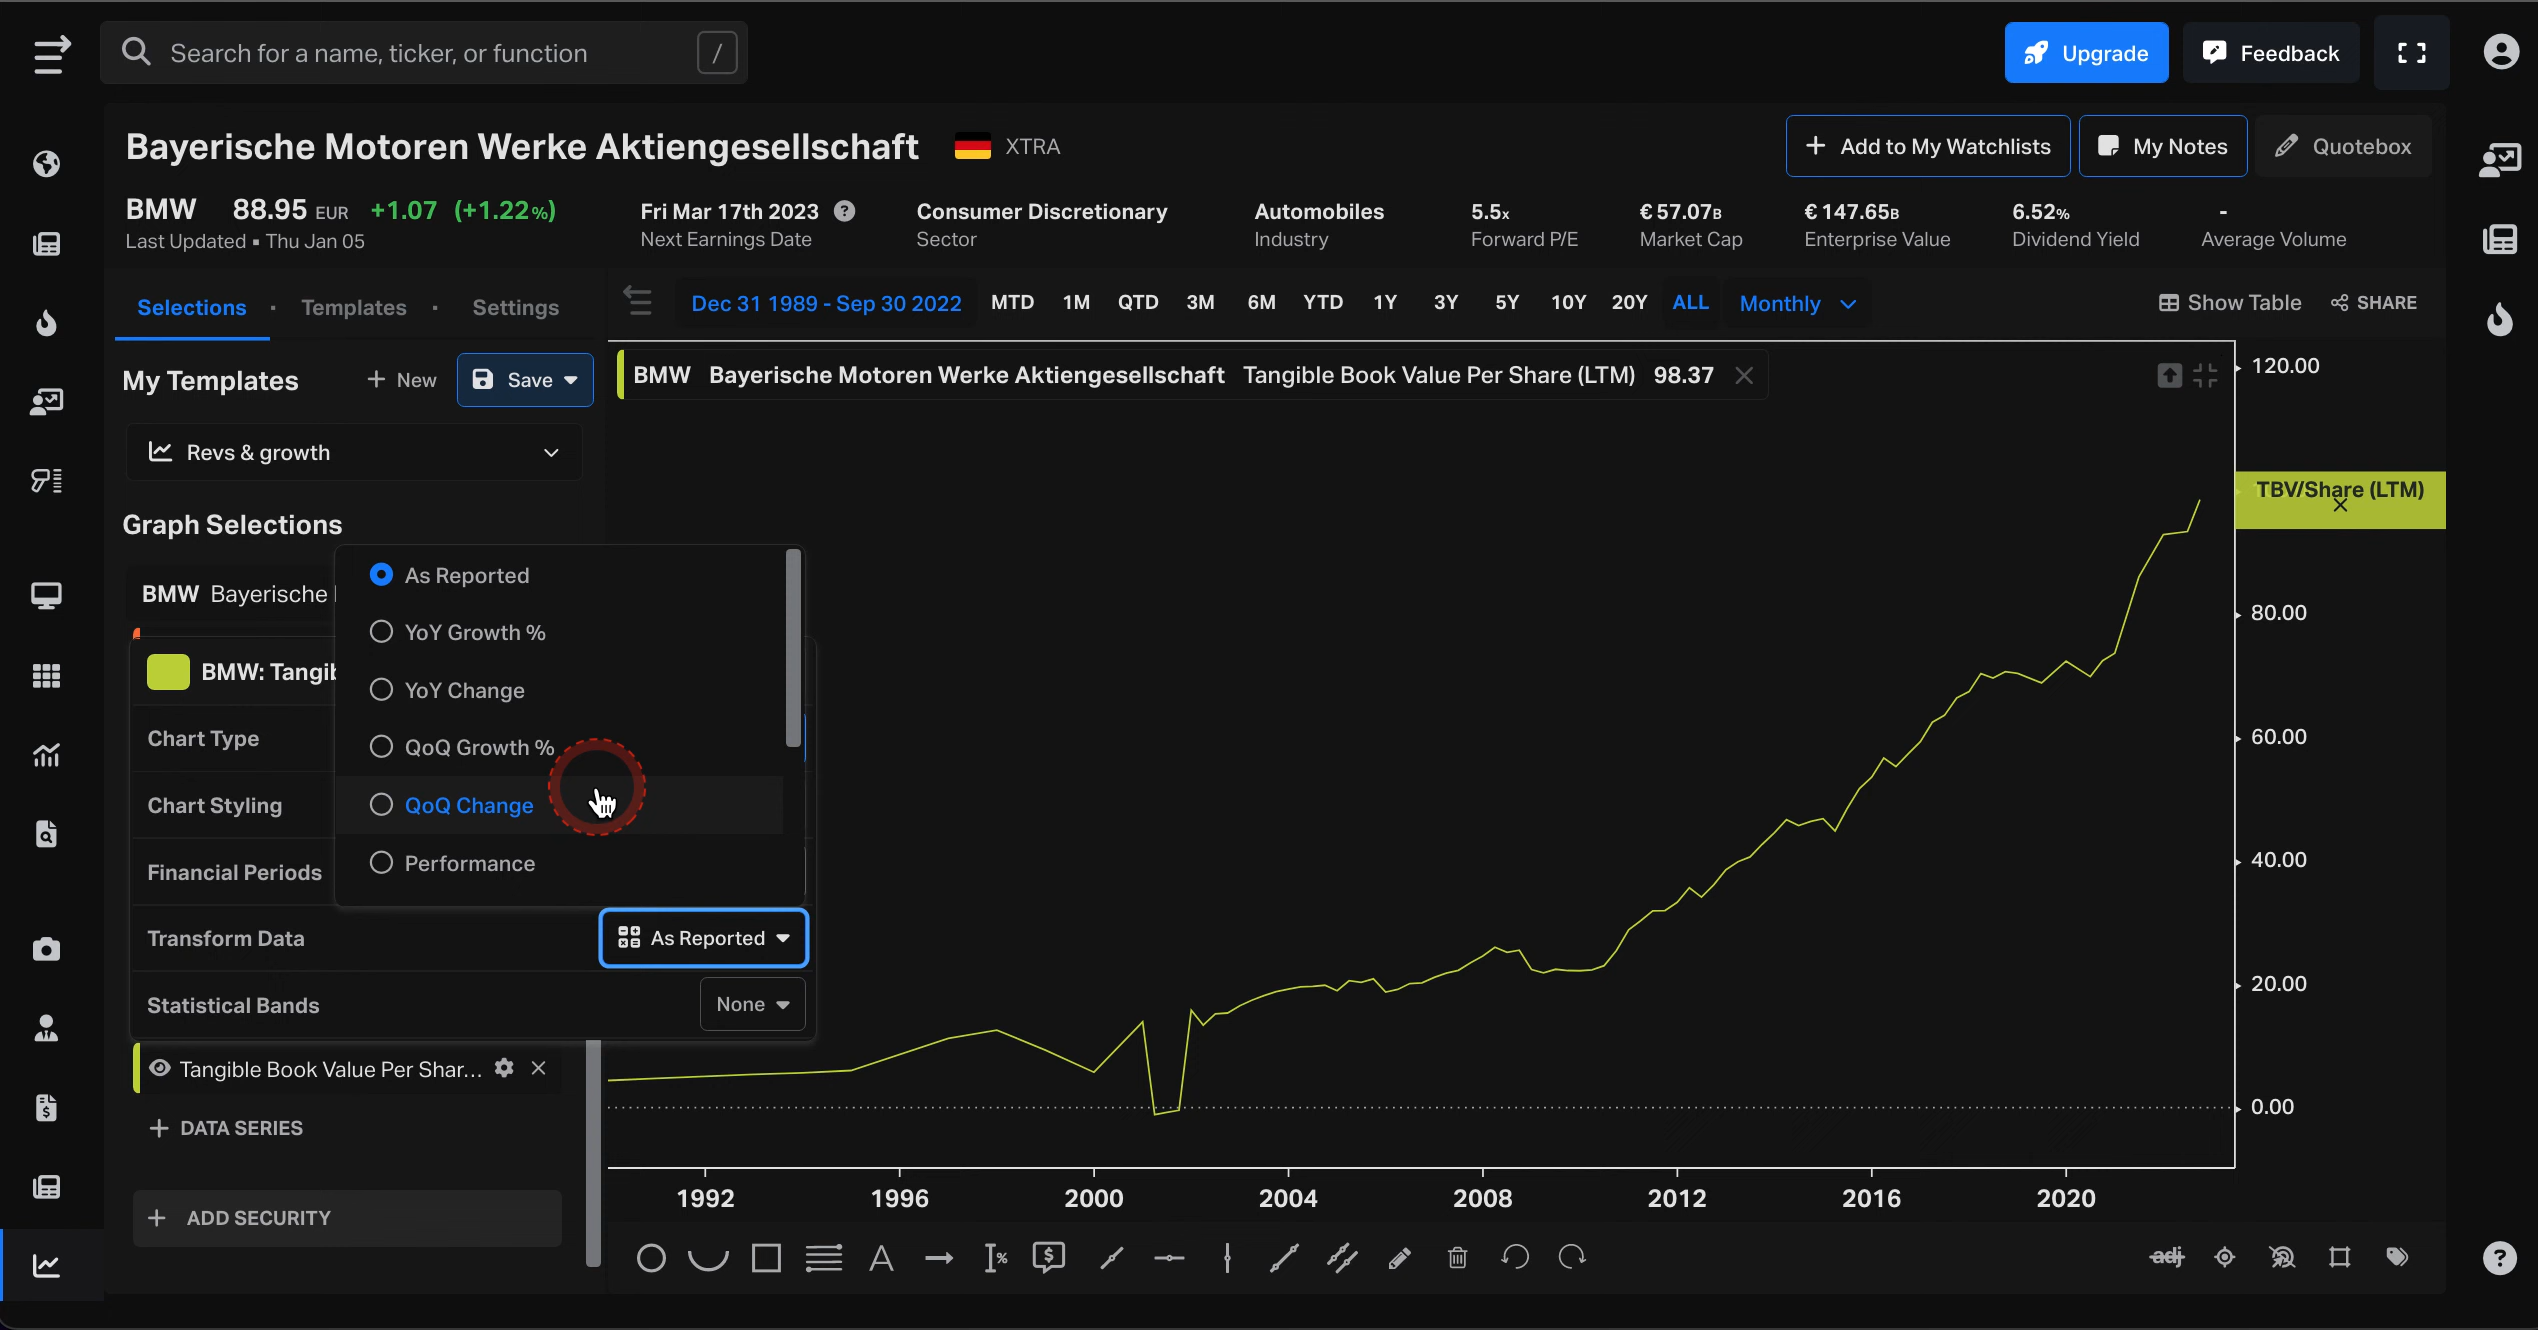 Search for a name, ticker, or function /
Upgrade
Feedback
Bayerische Motoren Werke Aktiengesellschaft XTRA
Add to My Watchlists
My Notes
Quotebox
BMW 88.95 EUR +1.07 (+1.22%)
Last Updated ▪ Thu Jan 05
Fri Mar 17th 2023 ?
Next Earnings Date
Consumer Discretionary
Sector
Automobiles
Industry
5.5x
Forward P/E
€ 57.07B
Market Cap
€ 147.65B
Enterprise Value
6.52%
Dividend Yield
-
Average Volume
Selections · Templates · Settings
Dec 31 1989 - Sep 30 2022 MTD 1M QTD 3M 6M YTD 1Y 3Y 5Y 10Y 20Y ALL Monthly
Show Table SHARE
My Templates + New Save
Revs & growth
Graph Selections
BMW Bayerische
BMW: Tangib
Chart Type
Chart Styling
Financial Periods
Transform Data As Reported
Statistical Bands None
As Reported
YoY Growth %
YoY Change
QoQ Growth %
QoQ Change
Performance
Tangible Book Value Per Shar...
+ DATA SERIES
+ ADD SECURITY
BMW Bayerische Motoren Werke Aktiengesellschaft Tangible Book Value Per Share (LTM) 98.37
120.00
TBV/Share (LTM)
80.00
60.00
40.00
20.00
0.00
1992 1996 2000 2004 2008 2012 2016 2020
A
%
$
adj
?